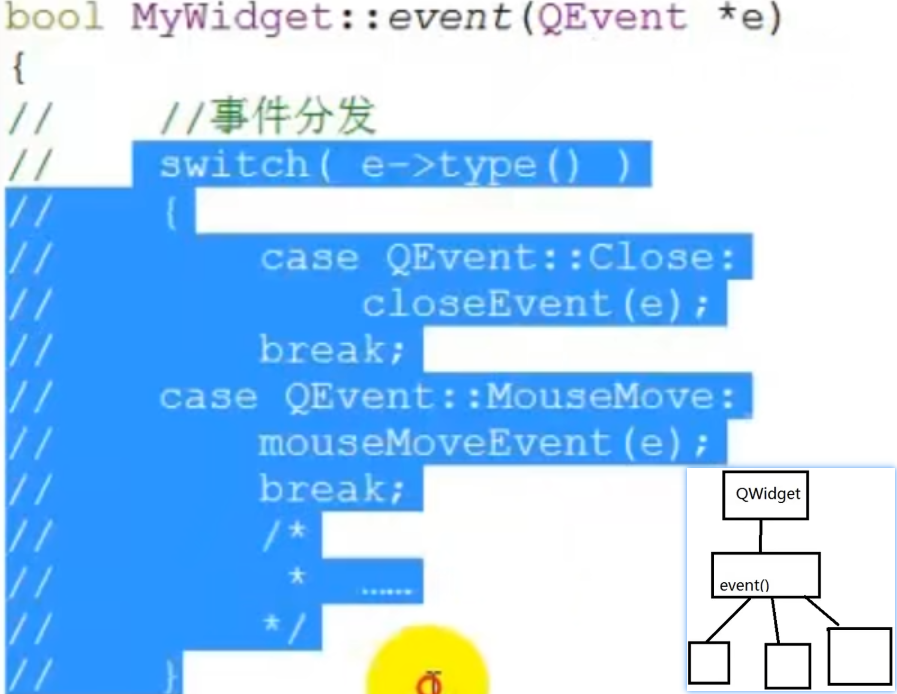 bool MyWidget::event(QEvent *e)
{
//     //事件分发
//     switch( e->type() )
//     {
//         case QEvent::Close:
//             closeEvent(e);
//         break;
//     case QEvent::MouseMove:
//         mouseMoveEvent(e);
//         break;
//         /*
//          *  ……
//         */
//     }
QWidget
event()